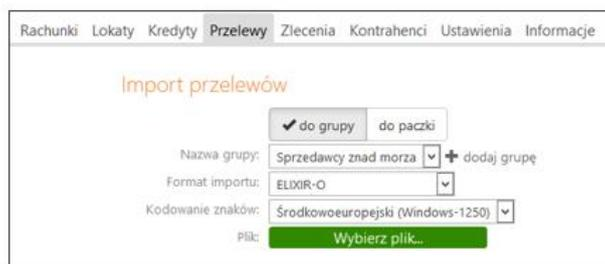 Rachunki Lokaty Kredyty Przelewy Zlecenia Kontrahenci Ustawienia Informacje
Import przelewów
do grupy do paczki
Nazwa grupy: Sprzedawcy znad morza dodaj grupę
Format importu: ELIXIR-O
Kodowanie znaków: Środkowoeuropejski (Windows-1250)
Plik: Wybierz plik...